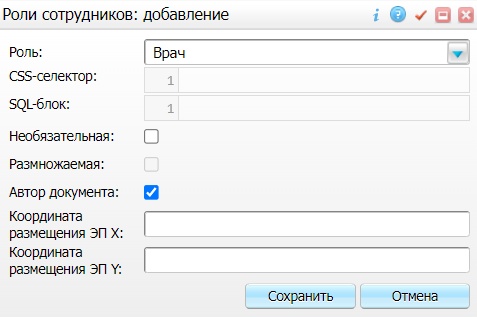 Роли сотрудников: добавление
Роль: Врач
CSS-селектор: 1
SQL-блок: 1
Необязательная:
Размножаемая:
Автор документа:
Координата
размещения ЭП X:
Координата
размещения ЭП Y:
Сохранить Отмена